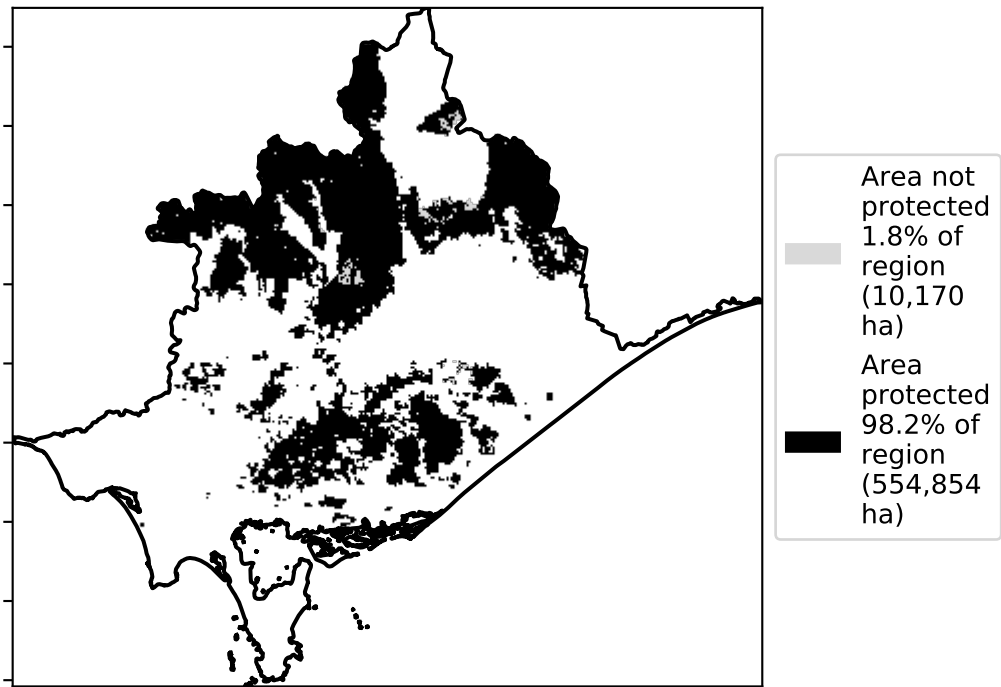 Area not
protected
1.8% of
region
(10,170
ha)
Area
protected
98.2% of
region
(554,854
ha)